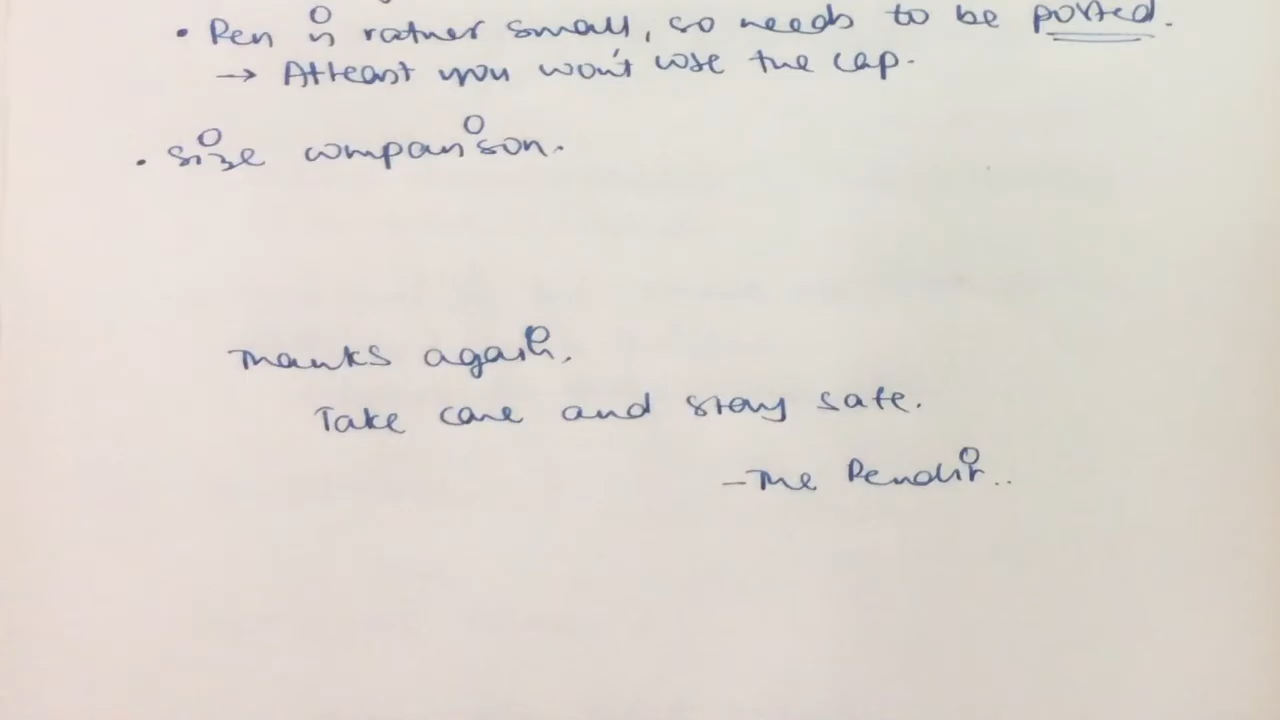 • Pen is rather small, so needs to be posted.
→ Atleast you won't lose the cap.
• Size comparison.
Thanks again,
Take care and stay safe.
- The Pendit..